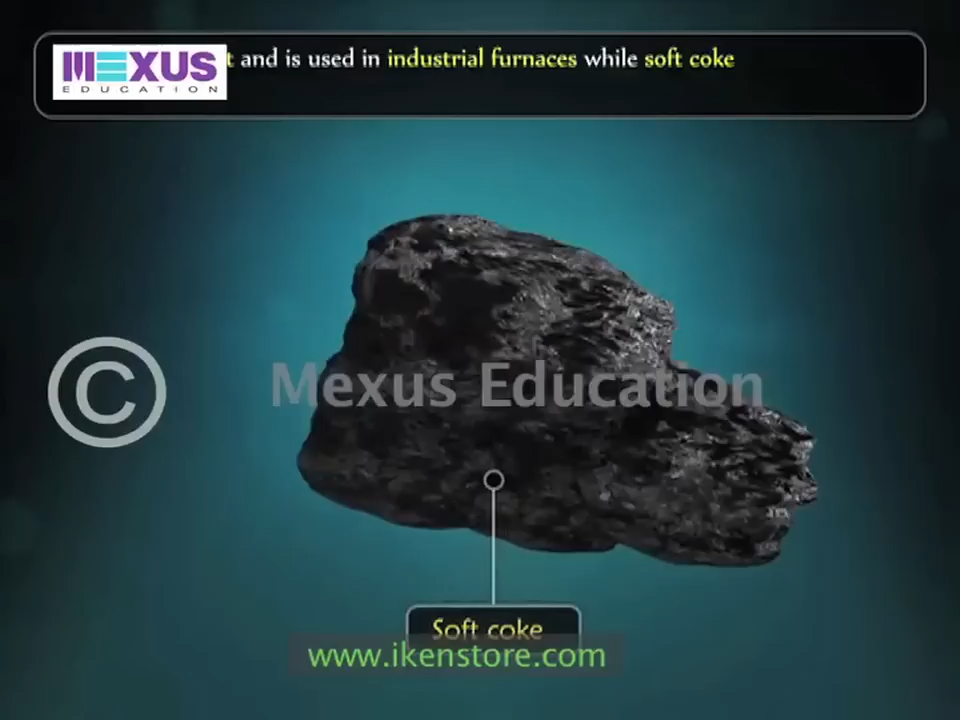 MEXUS
EDUCATION
t and is used in industrial furnaces while soft coke
©
Mexus Education
Soft coke
www.ikenstore.com